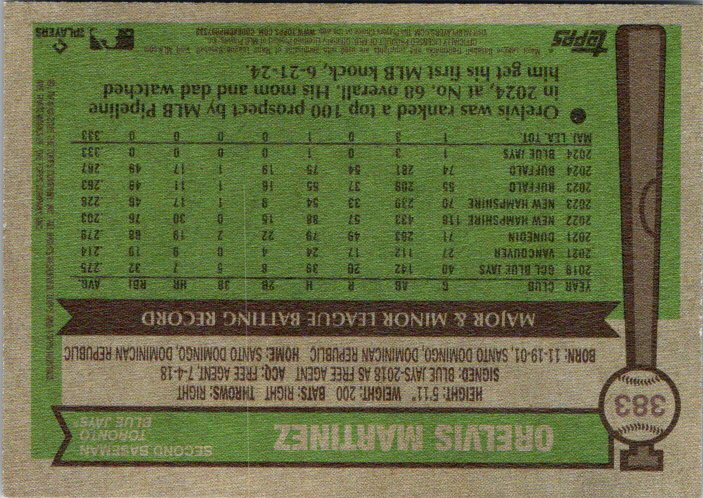 383
ORELVIS MARTINEZ
SECOND BASEMAN
TORONTO
BLUE JAYS
HEIGHT: 5'11" WEIGHT: 200 BATS: RIGHT THROWS: RIGHT
SIGNED: BLUE JAYS-2018 AS FREE AGENT ACQ: FREE AGENT, 7-4-18
BORN: 11-19-01, SANTO DOMINGO, DOMINICAN REPUBLIC HOME: SANTO DOMINGO, DOMINICAN REPUBLIC
MAJOR & MINOR LEAGUE BATTING RECORD
YEAR CLUB G AB R H 2B 3B HR RBI AVG.
2019 GCL BLUE JAYS 40 142 20 39 8 5 7 32 .275
2021 VANCOUVER 27 112 17 24 4 0 9 19 .214
2021 DUNEDIN 71 293 49 79 22 2 19 68 .279
2022 NEW HAMPSHIRE 118 433 57 88 15 0 30 76 .203
2023 NEW HAMPSHIRE 70 239 33 54 9 1 17 46 .226
2023 BUFFALO 55 209 37 55 16 1 11 48 .263
2024 BUFFALO 74 281 54 75 19 1 17 49 .267
2024 BLUE JAYS 1 3 0 1 0 0 0 0 .333
MAJ. LEA. TOT. 1 3 0 1 0 0 0 0 .333
Orelvis was ranked a top 100 prospect by MLB Pipeline
in 2024, at No. 68 overall. His mom and dad watched
him get his first MLB knock, 6-21-24.
Topps
PLAYERS